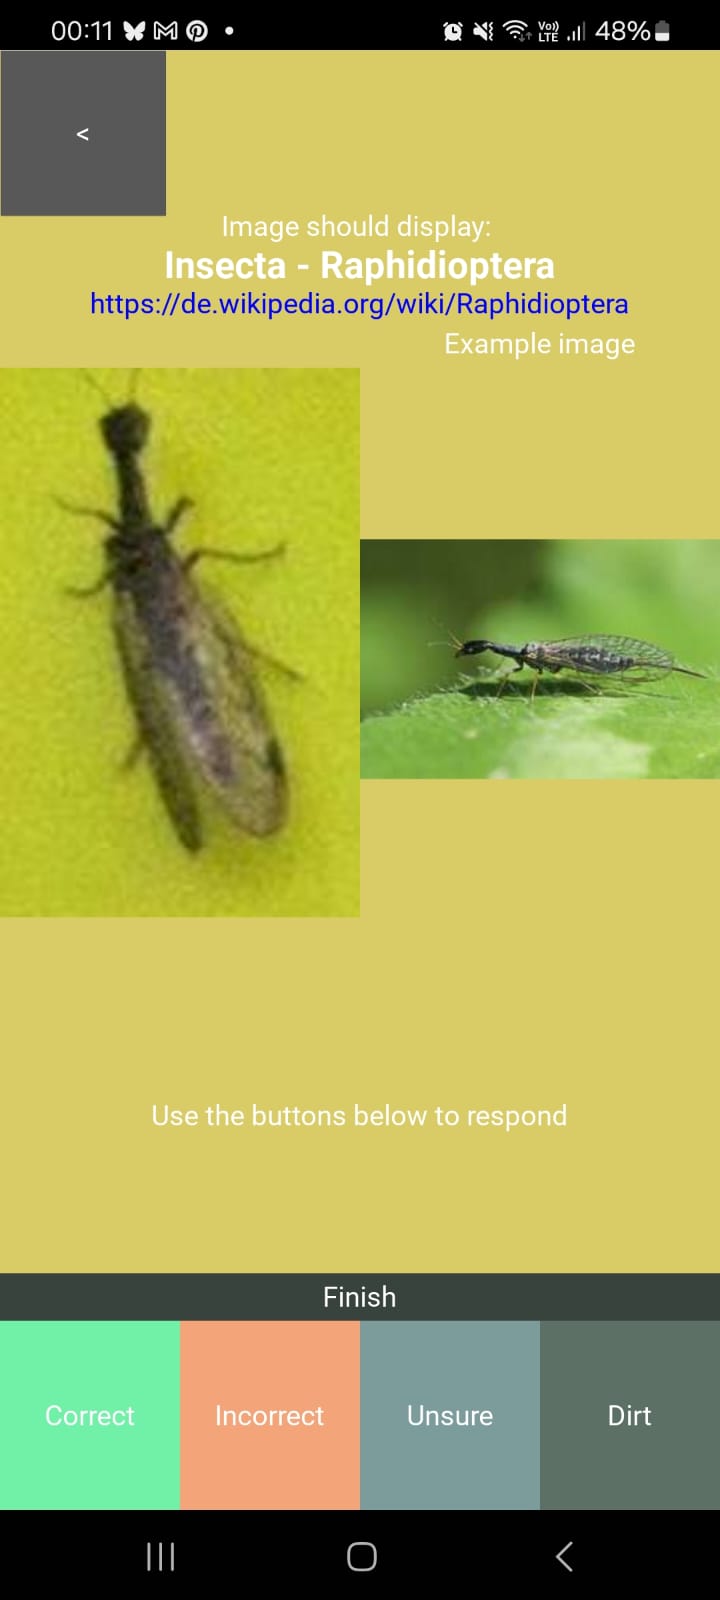 00:11
Vo))
LTE
48%
<
Image should display:
Insecta - Raphidioptera
https://de.wikipedia.org/wiki/Raphidioptera
Example image
Use the buttons below to respond
Finish
Correct
Incorrect
Unsure
Dirt